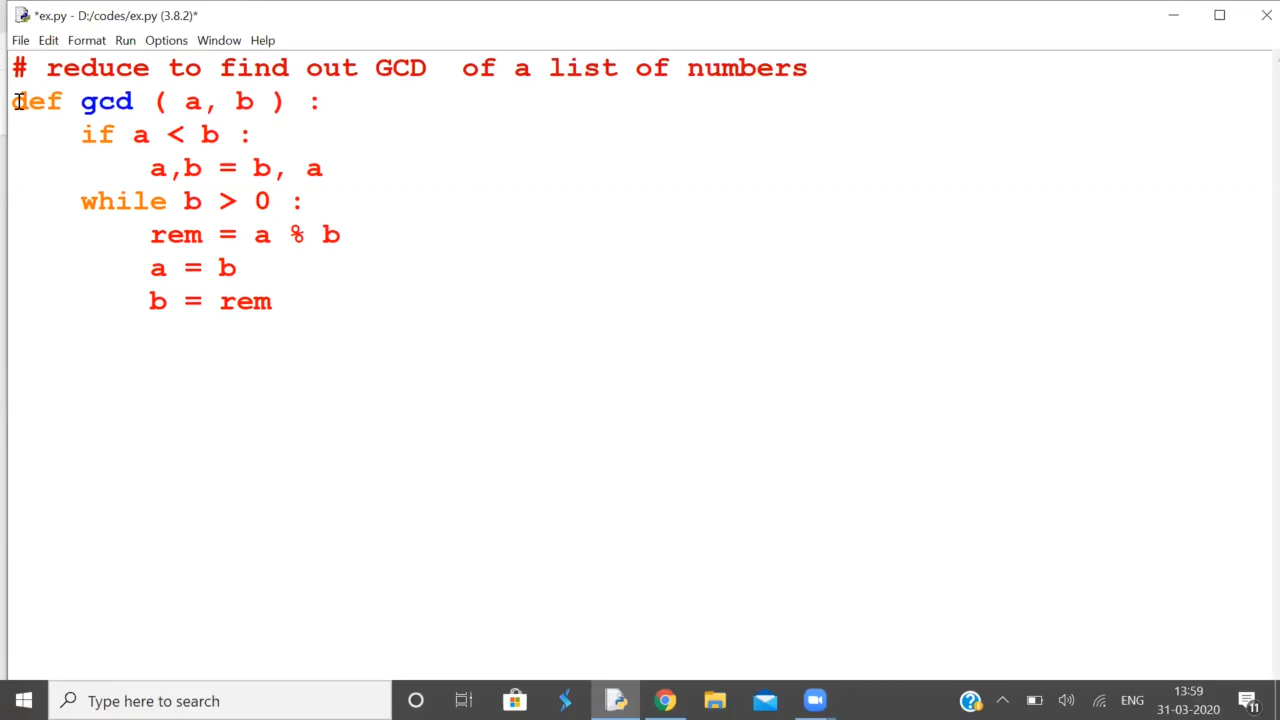 *ex.py - D:/codes/ex.py (3.8.2)*
File Edit Format Run Options Window Help
# reduce to find out GCD  of a list of numbers
def gcd ( a, b ) :
    if a < b :
        a,b = b, a
    while b > 0 :
        rem = a % b
        a = b
        b = rem
Type here to search
ENG
13:59
31-03-2020
11